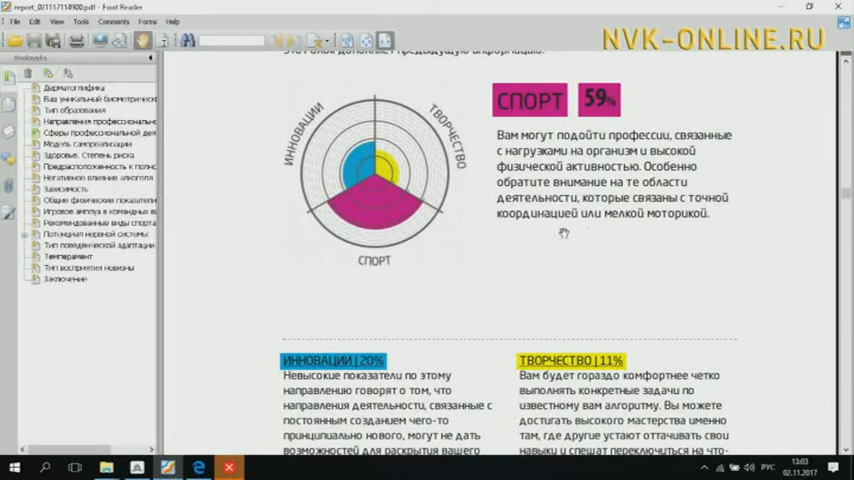 report_021117114900.pdf - Foxit Reader
File Edit View Tools Comments Forms Help
NVK-ONLINE.RU
Bookmarks
Дерматоглифика
Ваш уникальный биометрически
Тип образования
Направления профессионально
Сферы профессиональной дея
Модель самореализации
Здоровье. Степень риска
Предрасположенность к полно
Негативное влияние алкоголя
Зависимость
Общие физические показатели
Игровое амплуа в командных в
Рекомендованные виды спорта
Потенциал нервной системы
Тип поведенческой адаптации
Темперамент
Тип восприятия новизны
Заключение
ИННОВАЦИИ
ТВОРЧЕСТВО
СПОРТ
СПОРТ 59%
Вам могут подойти профессии, связанные
с нагрузками на организм и высокой
физической активностью. Особенно
обратите внимание на те области
деятельности, которые связаны с точной
координацией или мелкой моторикой.
ИННОВАЦИИ | 20%
Невысокие показатели по этому
направлению говорят о том, что
направления деятельности, связанные с
постоянным созданием чего-то
принципиально нового, могут не дать
возможностей для раскрытия вашего
ТВОРЧЕСТВО | 11%
Вам будет гораздо комфортнее четко
выполнять конкретные задачи по
известному вам алгоритму. Вы можете
достигать высокого мастерства именно
там, где другие устают оттачивать свои
навыки и спешат переключиться на что-
РУС
13:03
02.11.2017